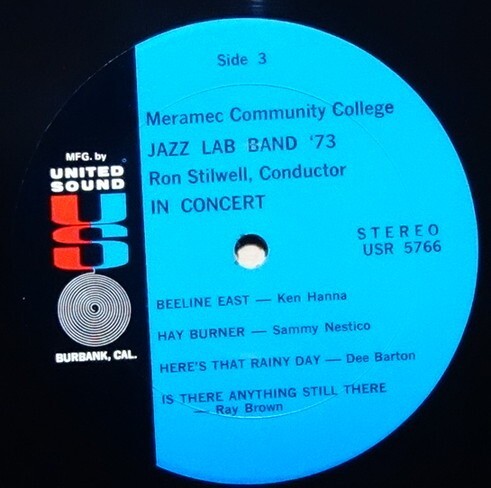 Side 3
Meramec Community College
JAZZ LAB BAND '73
Ron Stilwell, Conductor
IN CONCERT
MFG. by
UNITED
SOUND
US
BURBANK, CAL.
STEREO
USR 5766
BEELINE EAST — Ken Hanna
HAY BURNER — Sammy Nestico
HERE'S THAT RAINY DAY — Dee Barton
IS THERE ANYTHING STILL THERE
— Ray Brown